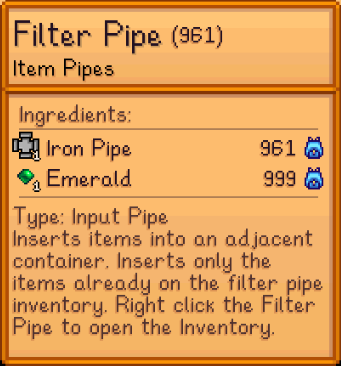 Filter Pipe (961)
Item Pipes
Ingredients:
1 Iron Pipe 961
1 Emerald 999
Type: Input Pipe
Inserts items into an adjacent
container. Inserts only the
items already on the filter pipe
inventory. Right click the Filter
Pipe to open the Inventory.